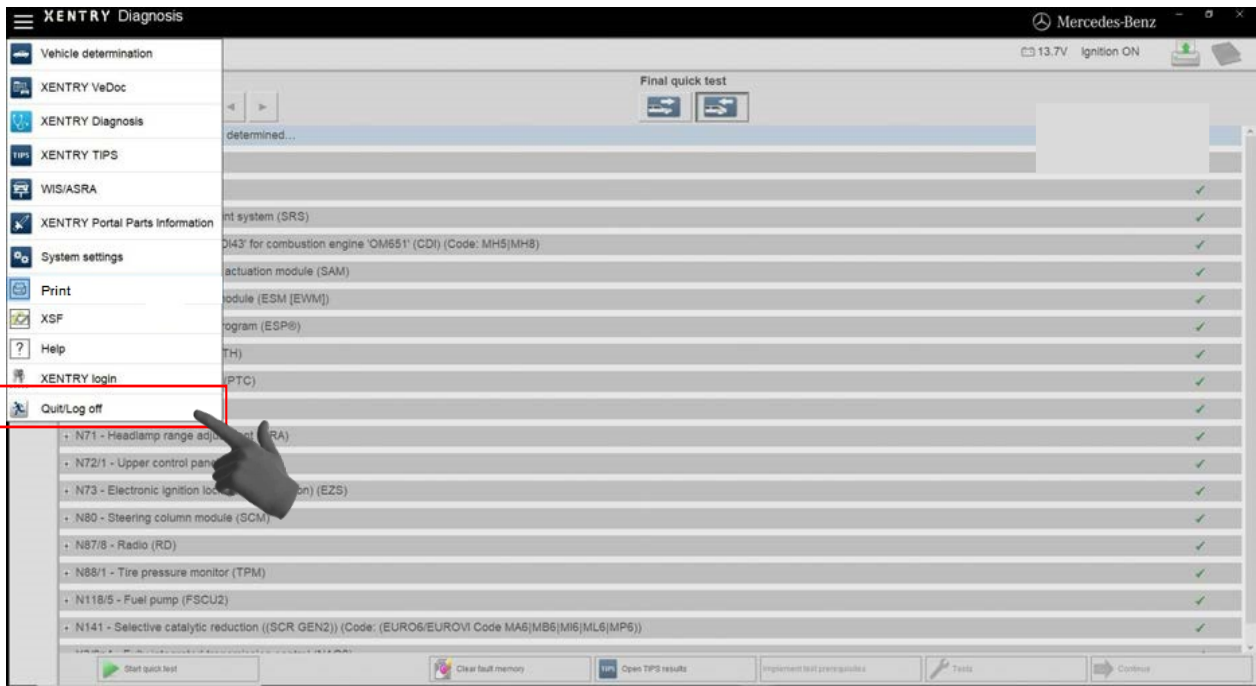 XENTRY Diagnosis
Mercedes-Benz
Vehicle determination
13.7V Ignition ON
XENTRY VeDoc
Final quick test
XENTRY Diagnosis
determined...
XENTRY TIPS
TIPS
WIS/ASRA
XENTRY Portal Parts Information
nt system (SRS)
DI43' for combustion engine 'OM651' (CDI) (Code: MH5|MH8)
System settings
actuation module (SAM)
Print
module (ESM [EWM])
XSF
rogram (ESP®)
? Help
TH)
XENTRY login
/PTC)
Quit/Log off
+ N71 - Headlamp range adju RA)
+ N72/1 - Upper control pane
+ N73 - Electronic ignition loc on) (EZS)
+ N80 - Steering column module (SCM)
+ N87/8 - Radio (RD)
+ N88/1 - Tire pressure monitor (TPM)
+ N118/5 - Fuel pump (FSCU2)
+ N141 - Selective catalytic reduction ((SCR GEN2)) (Code: (EURO6/EUROVI Code MA6|MB6|MI6|ML6|MP6))
Start quick test
Clear fault memory
TIPS Open TIPS results
Implement test prerequisites
Tests
Continue